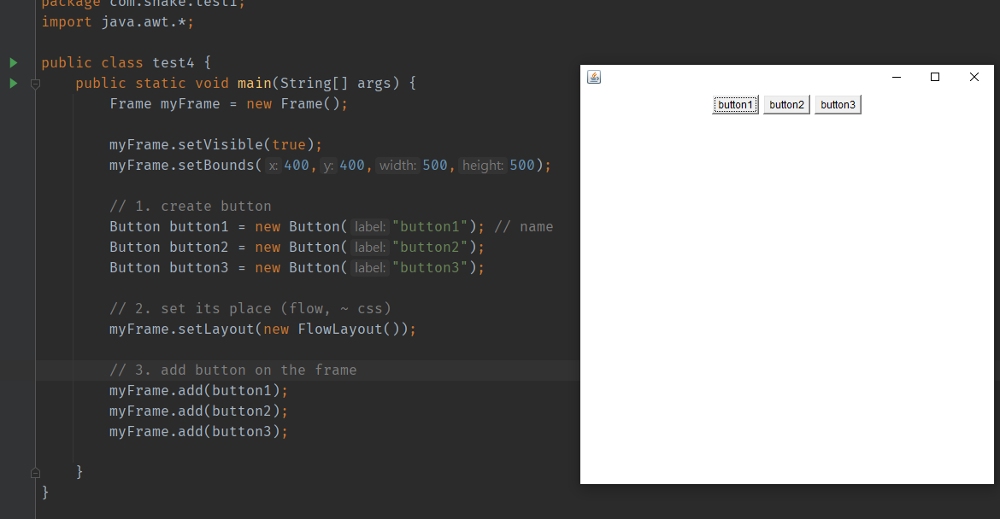 package com.snake.test1;
import java.awt.*;
public class test4 {
public static void main(String[] args) {
Frame myFrame = new Frame();
myFrame.setVisible(true);
myFrame.setBounds( x: 400, y: 400, width: 500, height: 500);
// 1. create button
Button button1 = new Button( label: "button1"); // name
Button button2 = new Button( label: "button2");
Button button3 = new Button( label: "button3");
// 2. set its place (flow, ~ css)
myFrame.setLayout(new FlowLayout());
// 3. add button on the frame
myFrame.add(button1);
myFrame.add(button2);
myFrame.add(button3);
}
}
button1 button2 button3